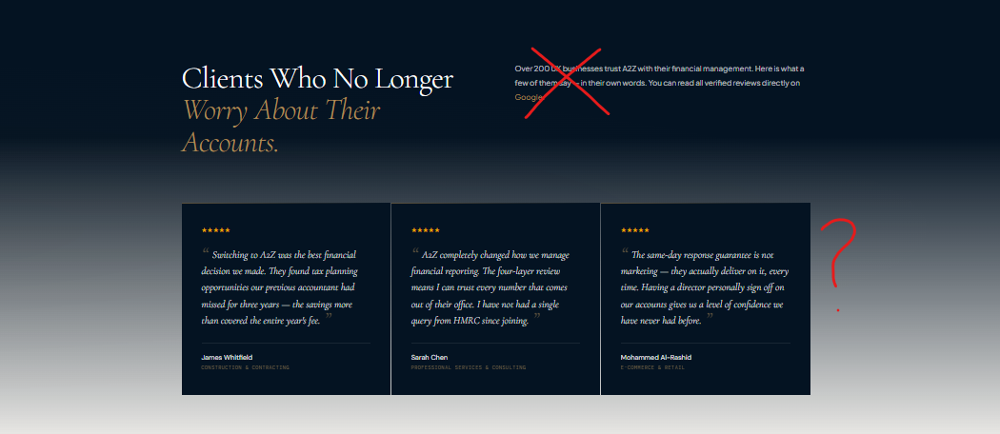 Clients Who No Longer
Worry About Their
Accounts.
Over 200 UK businesses trust A2Z with their financial management. Here is what a
few of them say — in their own words. You can read all verified reviews directly on
Google
★★★★★
“ Switching to A2Z was the best financial
decision we made. They found tax planning
opportunities our previous accountant had
missed for three years — the savings more
than covered the entire year's fee. ”
James Whitfield
CONSTRUCTION & CONTRACTING
★★★★★
“ A2Z completely changed how we manage
financial reporting. The four-layer review
means I can trust every number that comes
out of their office. I have not had a single
query from HMRC since joining. ”
Sarah Chen
PROFESSIONAL SERVICES & CONSULTING
★★★★★
“ The same-day response guarantee is not
marketing — they actually deliver on it, every
time. Having a director personally sign off on
our accounts gives us a level of confidence we
have never had before. ”
Mohammed Al-Rashid
E-COMMERCE & RETAIL
?